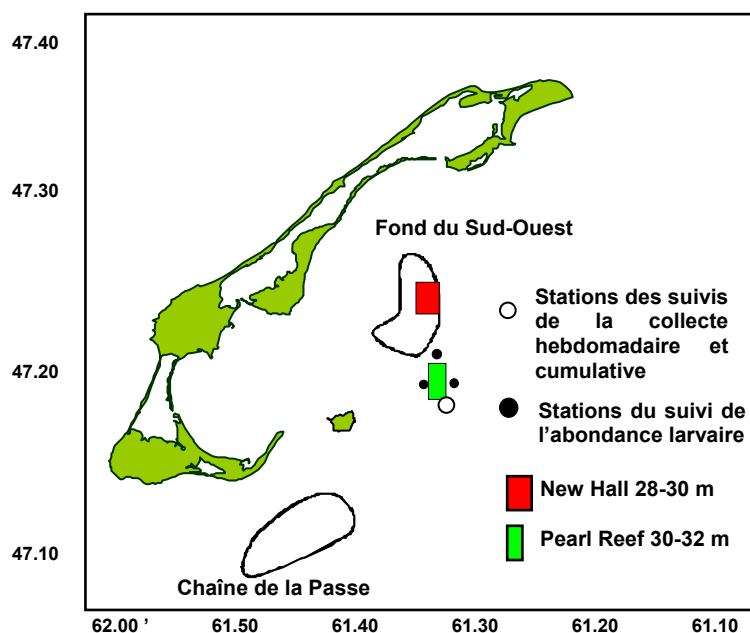 47.40
47.30
Fond du Sud-Ouest
Stations des suivis
de la collecte
hebdomadaire et
cumulative
47.20
Stations du suivi de
l'abondance larvaire
New Hall 28-30 m
Pearl Reef 30-32 m
47.10
Chaîne de la Passe
62.00 ' 61.50 61.40 61.30 61.20 61.10